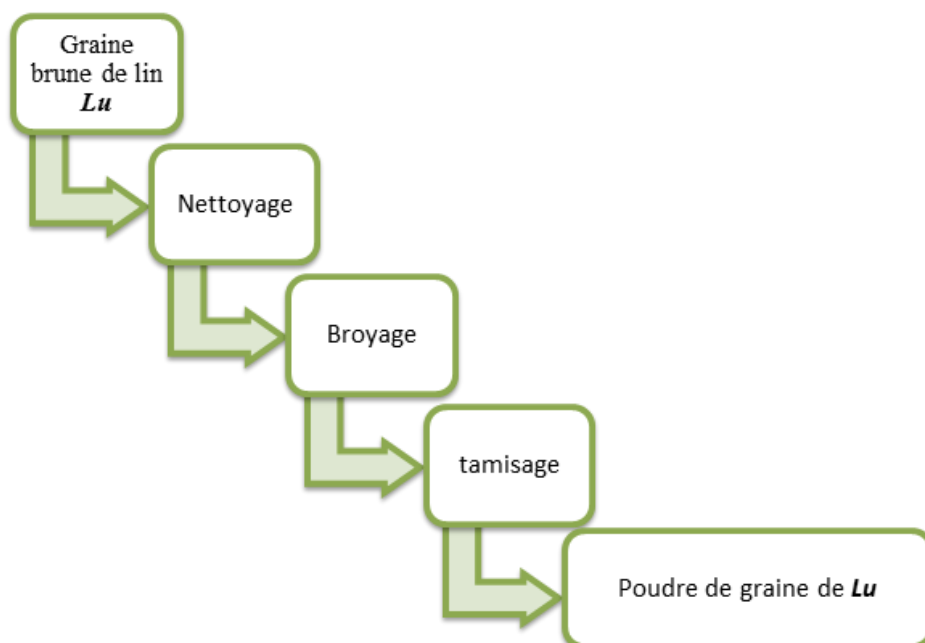 Graine
brune de lin
Lu
Nettoyage
Broyage
tamisage
Poudre de graine de Lu